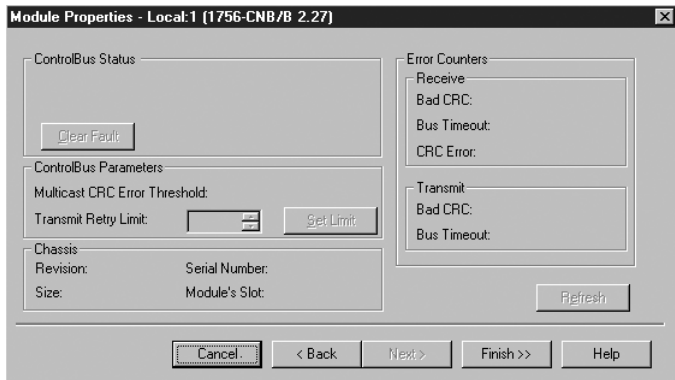 Module Properties - Local:1 (1756-CNB/B 2.27)
ControlBus Status
Clear Fault
ControlBus Parameters
Multicast CRC Error Threshold:
Transmit Retry Limit:
Set Limit
Chassis
Revision: Serial Number:
Size: Module's Slot:
Error Counters
Receive
Bad CRC:
Bus Timeout:
CRC Error:
Transmit
Bad CRC:
Bus Timeout:
Refresh
Cancel. < Back Next > Finish >> Help